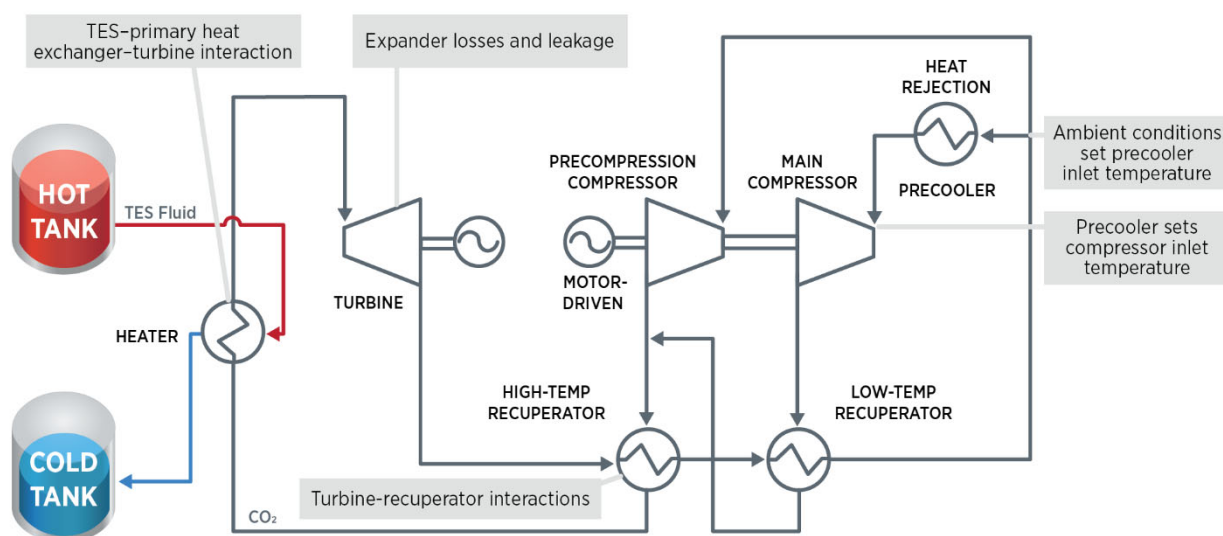 TES–primary heat
exchanger–turbine interaction
Expander losses and leakage
HEAT
REJECTION
Ambient conditions
set precooler
inlet temperature
PRECOMPRESSION
COMPRESSOR
MAIN
COMPRESSOR
PRECOOLER
HOT
TANK
TES Fluid
Precooler sets
compressor inlet
temperature
MOTOR-
DRIVEN
TURBINE
HEATER
HIGH-TEMP
RECUPERATOR
LOW-TEMP
RECUPERATOR
COLD
TANK
Turbine-recuperator interactions
CO₂